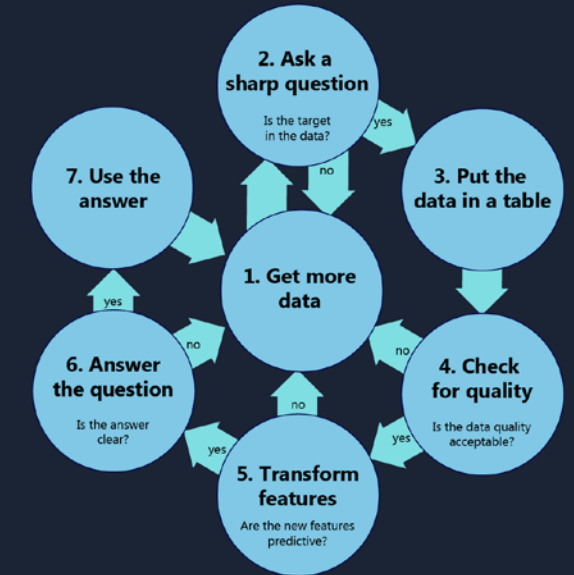 2. Ask a
sharp question
Is the target
in the data?
yes
no
3. Put the
data in a table
7. Use the
answer
1. Get more
data
4. Check
for quality
Is the data quality
acceptable?
no
yes
5. Transform
features
Are the new features
predictive?
no
yes
6. Answer
the question
Is the answer
clear?
no
yes